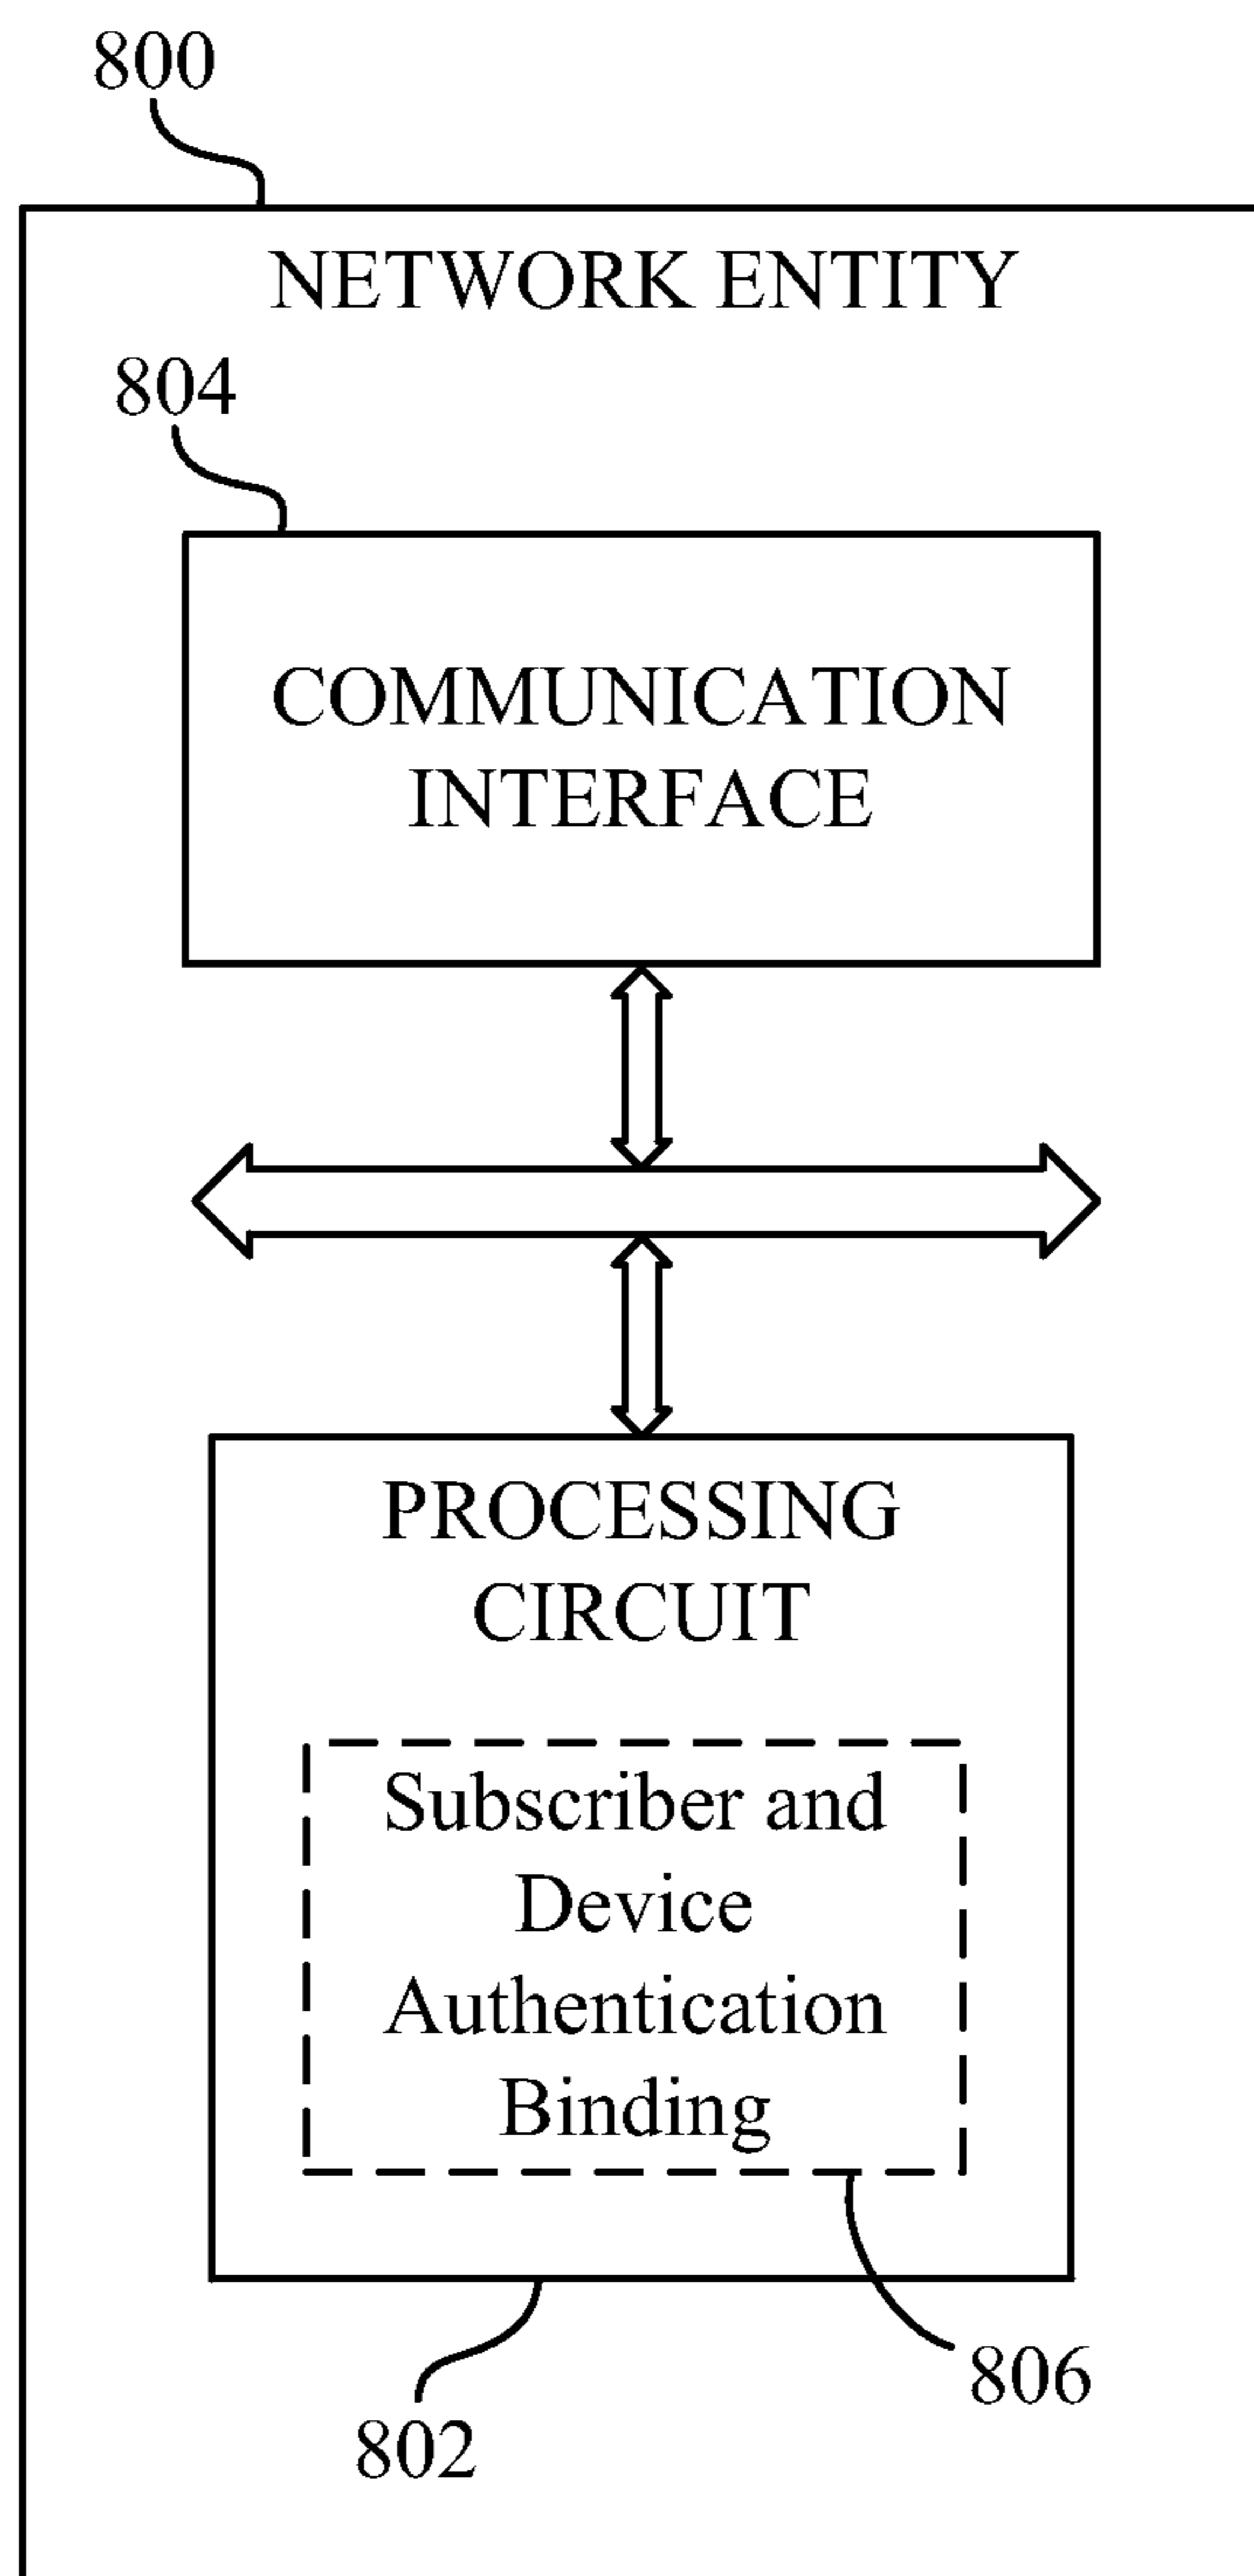 800
NETWORK ENTITY
804
COMMUNICATION
INTERFACE
PROCESSING
CIRCUIT
Subscriber and
Device
Authentication
Binding
806
802